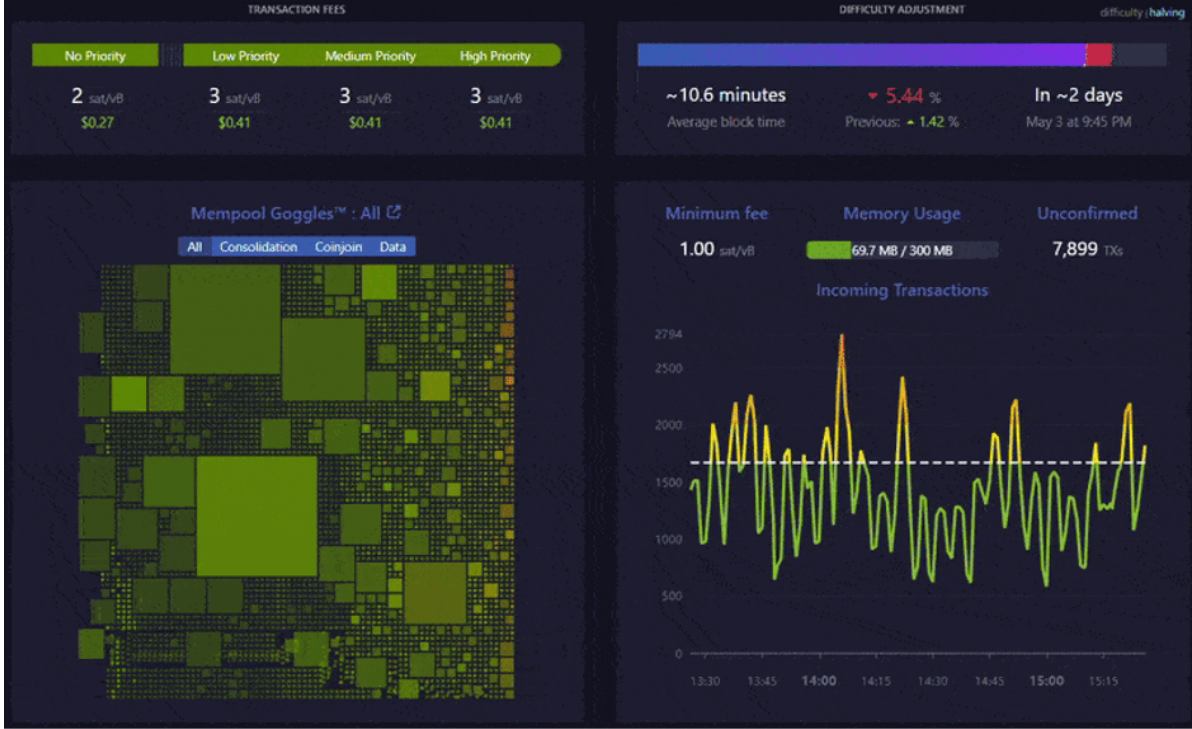 TRANSACTION FEES
No Priority Low Priority Medium Priority High Priority
2 sat/vB 3 sat/vB 3 sat/vB 3 sat/vB
$0.27 $0.41 $0.41 $0.41
DIFFICULTY ADJUSTMENT
difficulty | halving
~10.6 minutes 5.44 % In ~2 days
Average block time Previous: 1.42 % May 3 at 9:45 PM
Mempool Goggles™ : All
All Consolidation Coinjoin Data
Minimum fee Memory Usage Unconfirmed
1.00 sat/vB 69.7 MB / 300 MB 7,899 TXs
Incoming Transactions
2794
2500
2000
1500
1000
500
0
13:30 13:45 14:00 14:15 14:30 14:45 15:00 15:15